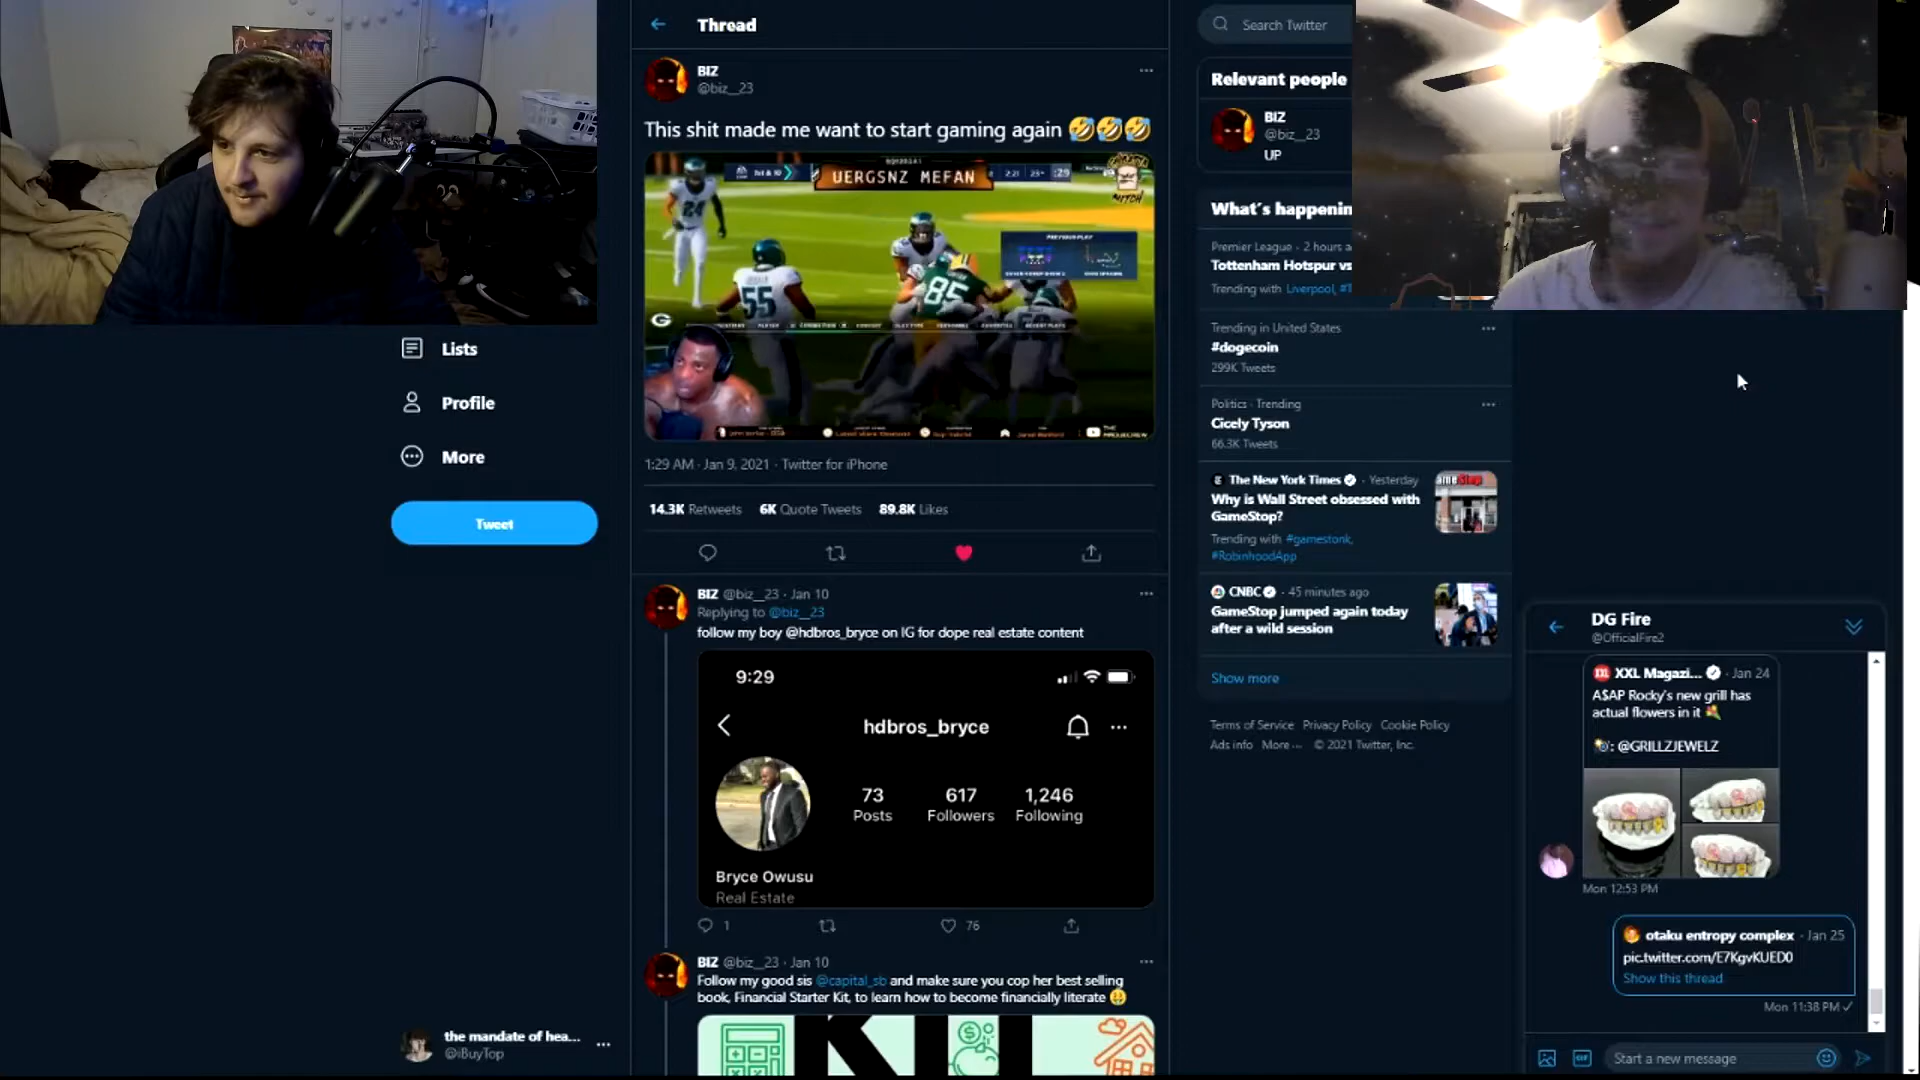 Thread
BIZ
@biz__23
This shit made me want to start gaming again 🤣🤣🤣
1st & 10
UERGSNZ MEFAN
2:21
:29
24
55
85
PREVIOUS PLAY
1:29 AM · Jan 9, 2021 · Twitter for iPhone
14.3K Retweets 6K Quote Tweets 89.8K Likes
BIZ @biz__23 · Jan 10
Replying to @biz__23
follow my boy @hdbros_bryce on IG for dope real estate content
9:29
hdbros_bryce
73 617 1,246
Posts Followers Following
Bryce Owusu
Real Estate
1 76
BIZ @biz__23 · Jan 10
Follow my good sis @capital_sb and make sure you cop her best selling
book, Financial Starter Kit, to learn how to become financially literate 🤑
Lists
Profile
More
Tweet
the mandate of hea...
@iBuyTop
Search Twitter
Relevant people
BIZ
@biz__23
UP
What's happenin
Premier League · 2 hours a
Tottenham Hotspur vs
Trending with Liverpool, #T
Trending in United States
#dogecoin
299K Tweets
Politics · Trending
Cicely Tyson
66.3K Tweets
The New York Times · Yesterday
Why is Wall Street obsessed with
GameStop?
Trending with #gamestonk,
#RobinhoodApp
CNBC · 45 minutes ago
GameStop jumped again today
after a wild session
Show more
Terms of Service Privacy Policy Cookie Policy
Ads info More ··· © 2021 Twitter, Inc.
DG Fire
@OfficialFire2
XXL Magazi... · Jan 24
A$AP Rocky's new grill has
actual flowers in it 💐
📸: @GRILLZJEWELZ
Mon 12:53 PM
otaku entropy complex · Jan 25
pic.twitter.com/E7KgvKUED0
Show this thread
Mon 11:38 PM
GIF
Start a new message